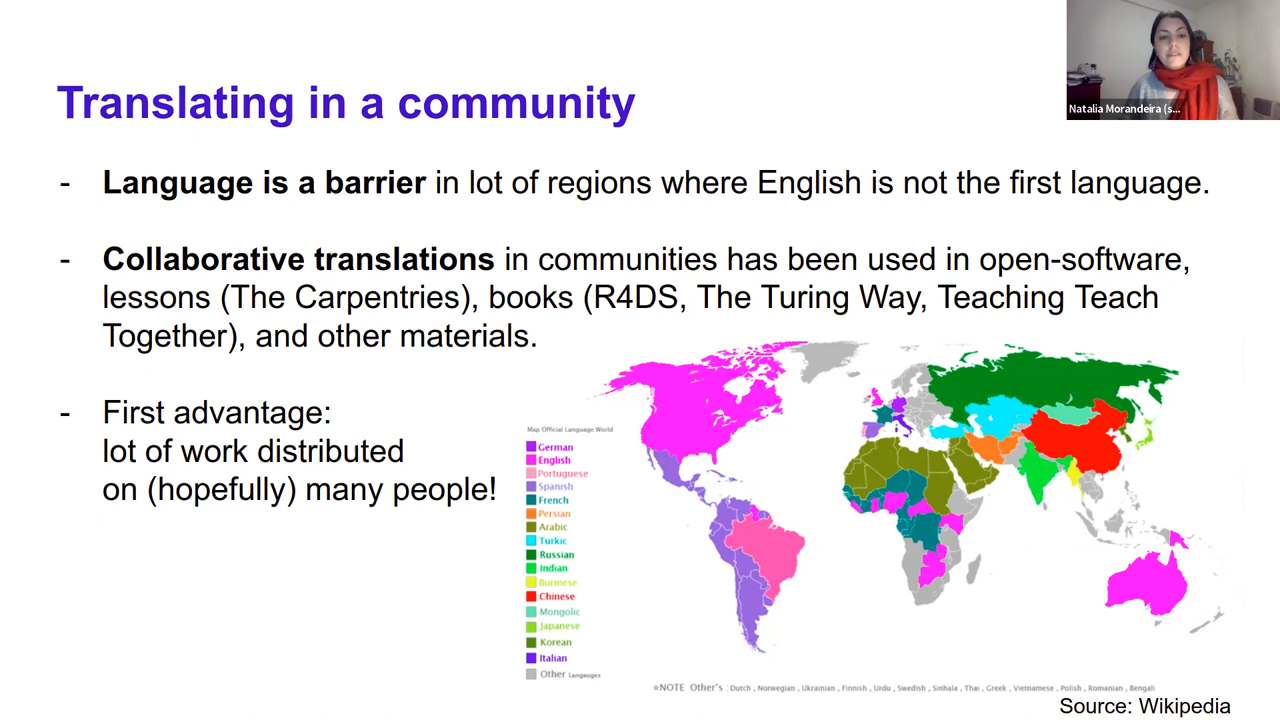 Translating in a community
Natalia Morandeira (s...
- Language is a barrier in lot of regions where English is not the first language.
- Collaborative translations in communities has been used in open-software,
lessons (The Carpentries), books (R4DS, The Turing Way, Teaching Teach
Together), and other materials.
- First advantage:
lot of work distributed
on (hopefully) many people!
Map Official Language World
German
English
Portuguese
Spanish
French
Persian
Arabic
Turkic
Russian
Indian
Burmese
Chinese
Mongolic
Japanese
Korean
Italian
Other Langauges
*NOTE Other's : Dutch , Norwegian , Ukrainian , Finnish , Urdu , Swedish , Sinhala , Thai , Greek , Vietnamese , Polish , Romanian , Bengali
Source: Wikipedia